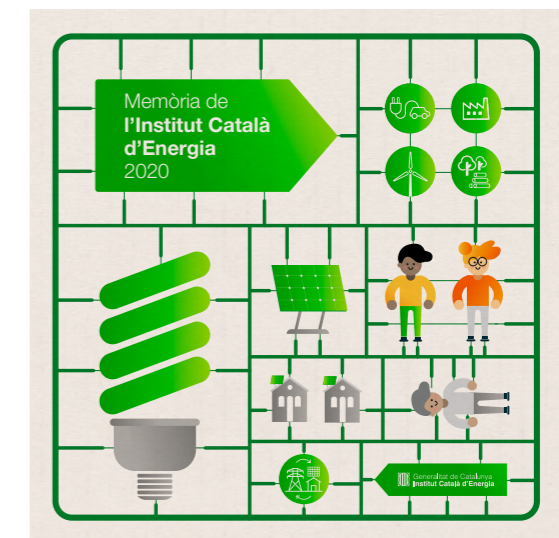 Memòria de
l'Institut Català
d'Energia
2020
Generalitat de Catalunya
Institut Català d'Energia